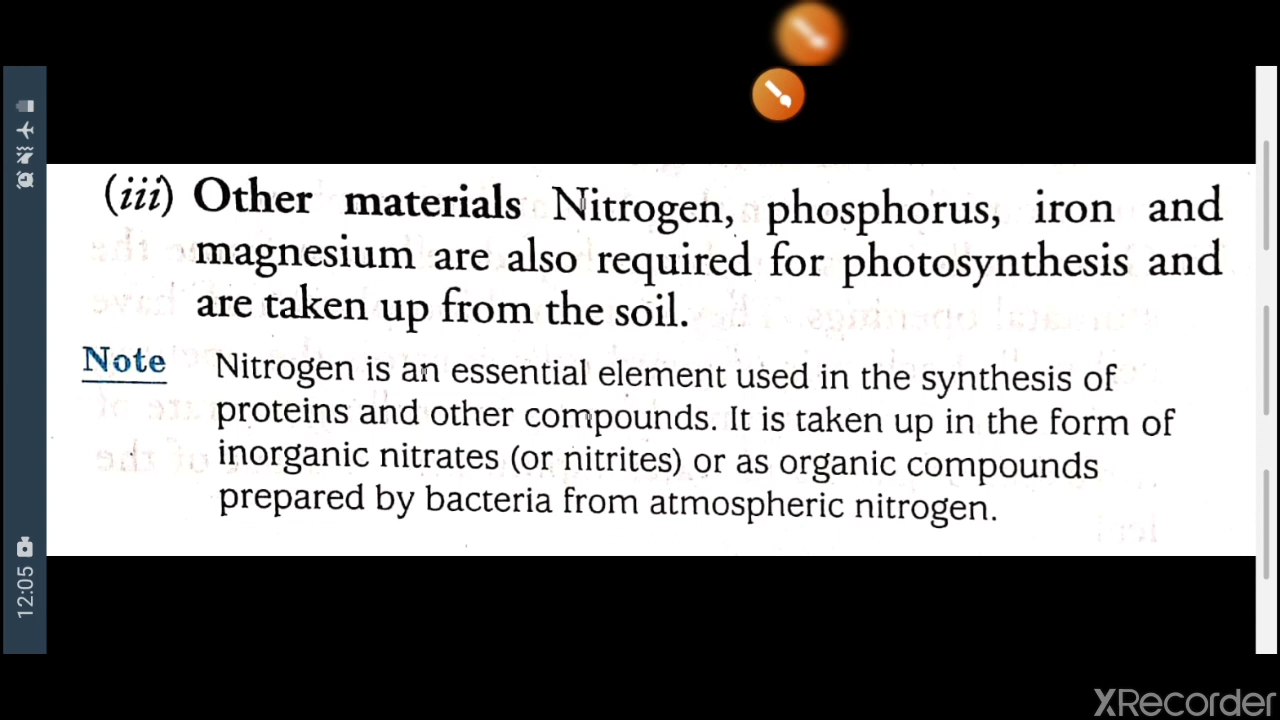 (iii) Other materials Nitrogen, phosphorus, iron and
magnesium are also required for photosynthesis and
are taken up from the soil.
Note Nitrogen is an essential element used in the synthesis of
proteins and other compounds. It is taken up in the form of
inorganic nitrates (or nitrites) or as organic compounds
prepared by bacteria from atmospheric nitrogen.
12:05
XRecorder